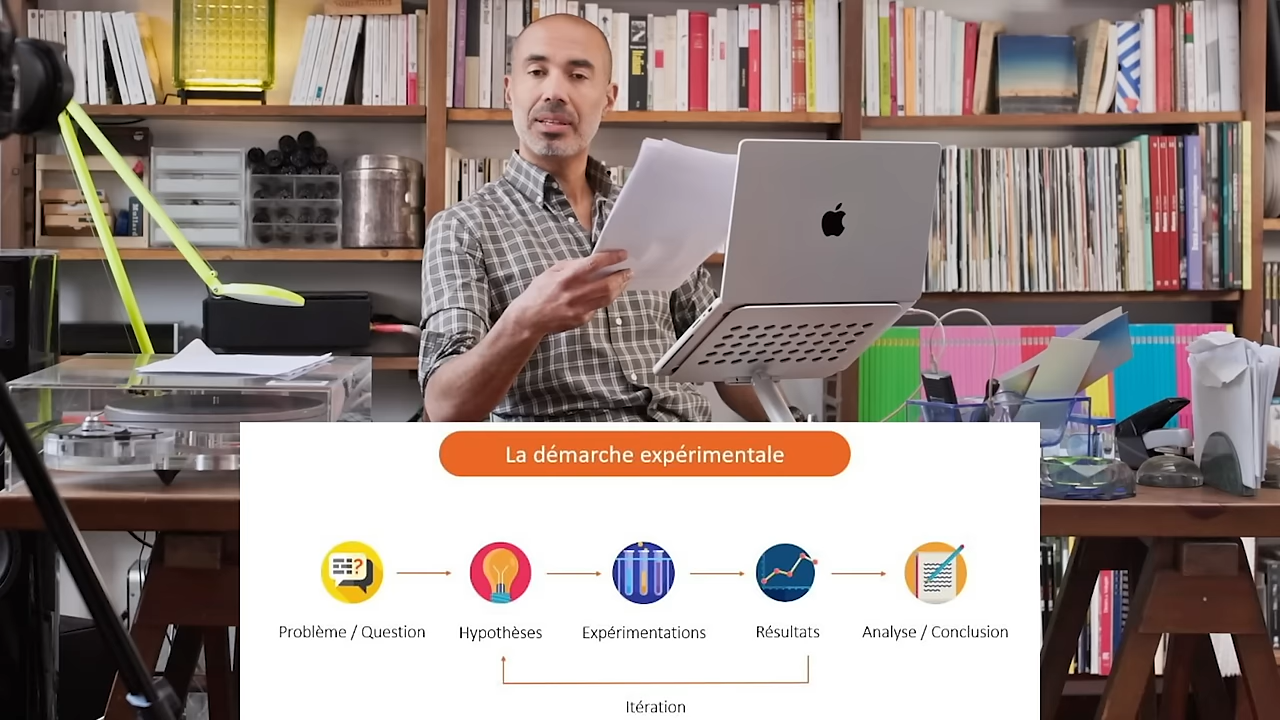 La démarche expérimentale
?
Problème / Question
Hypothèses
Expérimentations
Résultats
Analyse / Conclusion
Itération